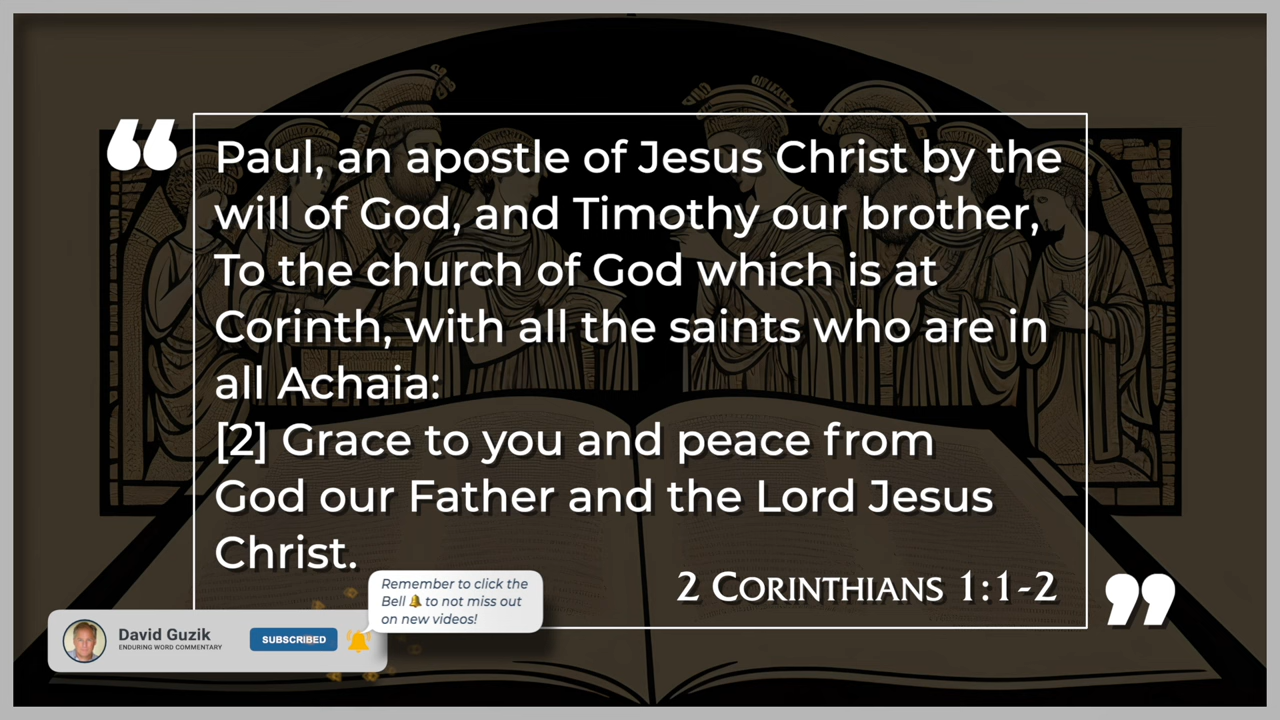 ❝
Paul, an apostle of Jesus Christ by the
will of God, and Timothy our brother,
To the church of God which is at
Corinth, with all the saints who are in
all Achaia:
[2] Grace to you and peace from
God our Father and the Lord Jesus
Christ.
2 CORINTHIANS 1:1-2
❞
Remember to click the
Bell 🔔 to not miss out
on new videos!
David Guzik
ENDURING WORD COMMENTARY
SUBSCRIBED